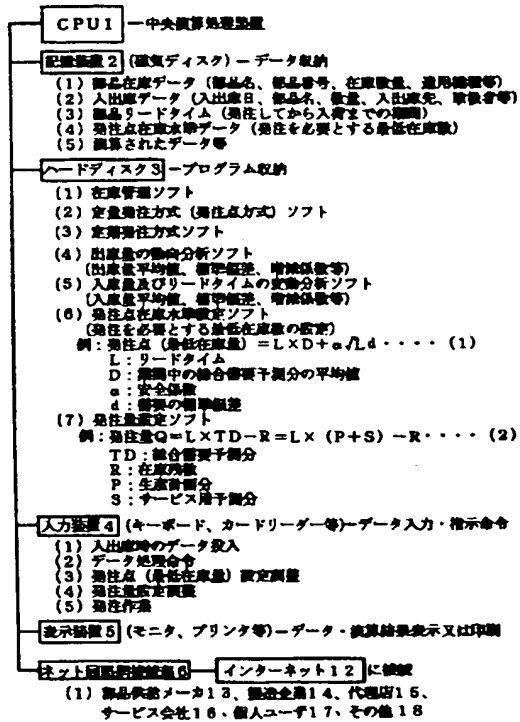 CPU1 ー中央演算処理装置
記憶装置2 (磁気ディスク) ーデータ収納
(1) 部品在庫データ (部品名、部品番号、在庫数量、適用機種等)
(2) 入出庫データ (入出庫日、部品名、数量、入出庫先、取扱者等)
(3) 部品リードタイム (発注してから入荷までの期間)
(4) 発注点在庫水準データ (発注を必要とする最低在庫数)
(5) 演算されたデータ等
ハードディスク3 ープログラム収納
(1) 在庫管理ソフト
(2) 定量発注方式 (発注点方式) ソフト
(3) 定期発注方式ソフト
(4) 出庫量の動向分析ソフト
(出庫量平均値、標準偏差、増減係数等)
(5) 入庫量及びリードタイムの変動分析ソフト
(入庫量平均値、標準偏差、増減係数等)
(6) 発注点在庫水準設定ソフト
(発注を必要とする最低在庫数の設定)
例:発注点 (最低在庫量) =L×D+α√Ld・・・・ (1)
L:リードタイム
D:期間中の総合需要予測分の平均値
α:安全係数
d:需要の標準偏差
(7) 発注量設定ソフト
例:発注量Q=L×TD−R=L× (P+S) −R・・・・ (2)
TD:総合需要予測分
R:在庫残数
P:生産計画分
S:サービス用予測分
入力装置4 (キーボード、カードリーダー等)ーデータ入力・指示命令
(1) 入出庫時のデータ投入
(2) データ処理命令
(3) 発注点 (最低在庫量)設定調整
(4) 発注量設定調整
(5) 発注作業
表示装置5 (モニタ、プリンタ等) ーデータ・演算結果表示又は印刷
ネット回路接続器6 インターネット12 に接続
(1) 部品供給メーカ13、製造企業14、代理店15、
サービス会社16、個人ユーザ17、その他18